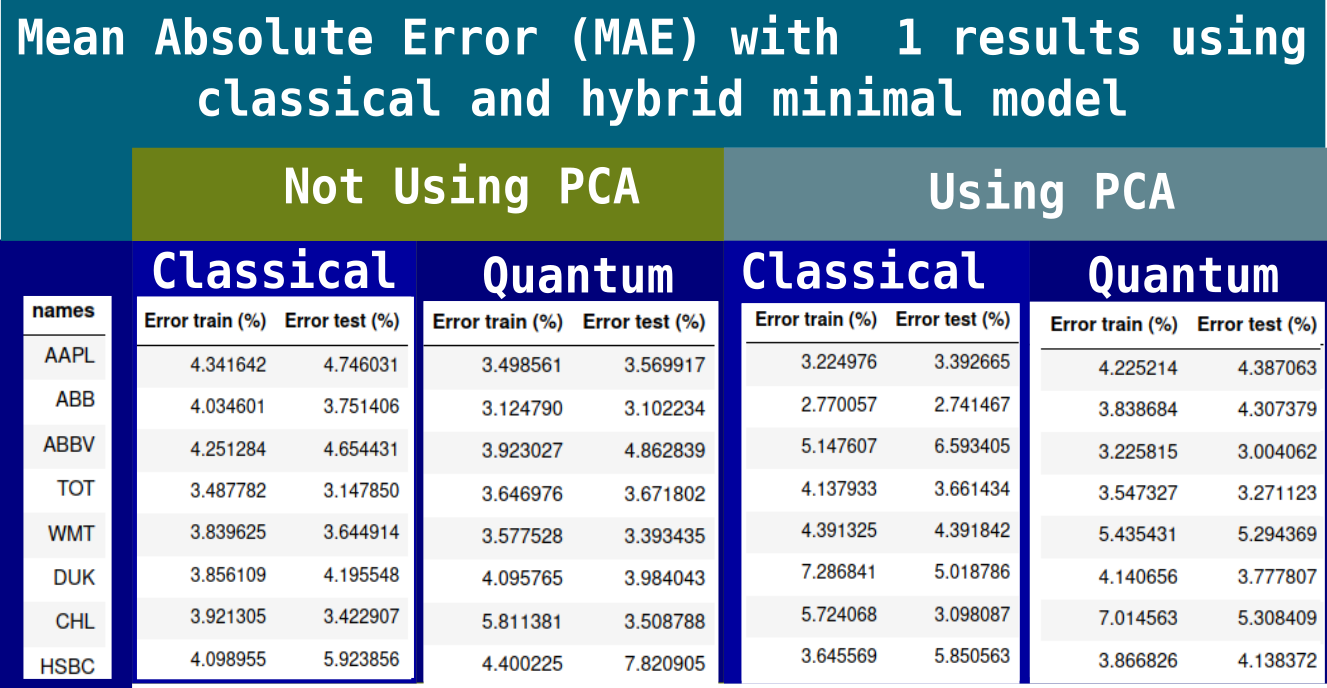 Mean Absolute Error (MAE) with  1 results using
classical and hybrid minimal model
Not Using PCA Using PCA
Classical Quantum Classical Quantum
names Error train (%) Error test (%) Error train (%) Error test (%) Error train (%) Error test (%) Error train (%) Error test (%)
AAPL 4.341642 4.746031 3.498561 3.569917 3.224976 3.392665 4.225214 4.387063
ABB 4.034601 3.751406 3.124790 3.102234 2.770057 2.741467 3.838684 4.307379
ABBV 4.251284 4.654431 3.923027 4.862839 5.147607 6.593405 3.225815 3.004062
TOT 3.487782 3.147850 3.646976 3.671802 4.137933 3.661434 3.547327 3.271123
WMT 3.839625 3.644914 3.577528 3.393435 4.391325 4.391842 5.435431 5.294369
DUK 3.856109 4.195548 4.095765 3.984043 7.286841 5.018786 4.140656 3.777807
CHL 3.921305 3.422907 5.811381 3.508788 5.724068 3.098087 7.014563 5.308409
HSBC 4.098955 5.923856 4.400225 7.820905 3.645569 5.850563 3.866826 4.138372